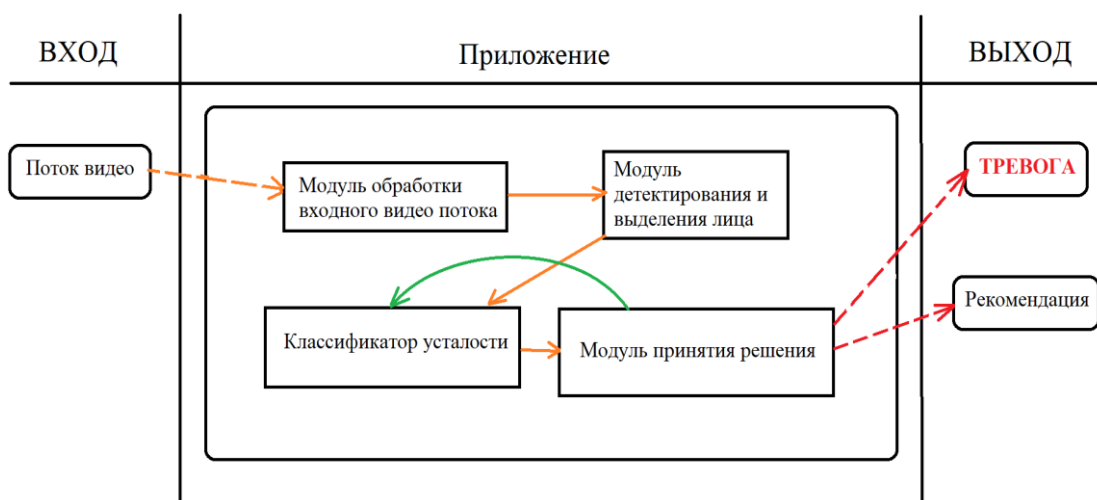 ВХОД
Приложение
ВЫХОД
Поток видео
Модуль обработки
входного видео потока
Модуль
детектирования и
выделения лица
ТРЕВОГА
Рекомендация
Классификатор усталости
Модуль принятия решения